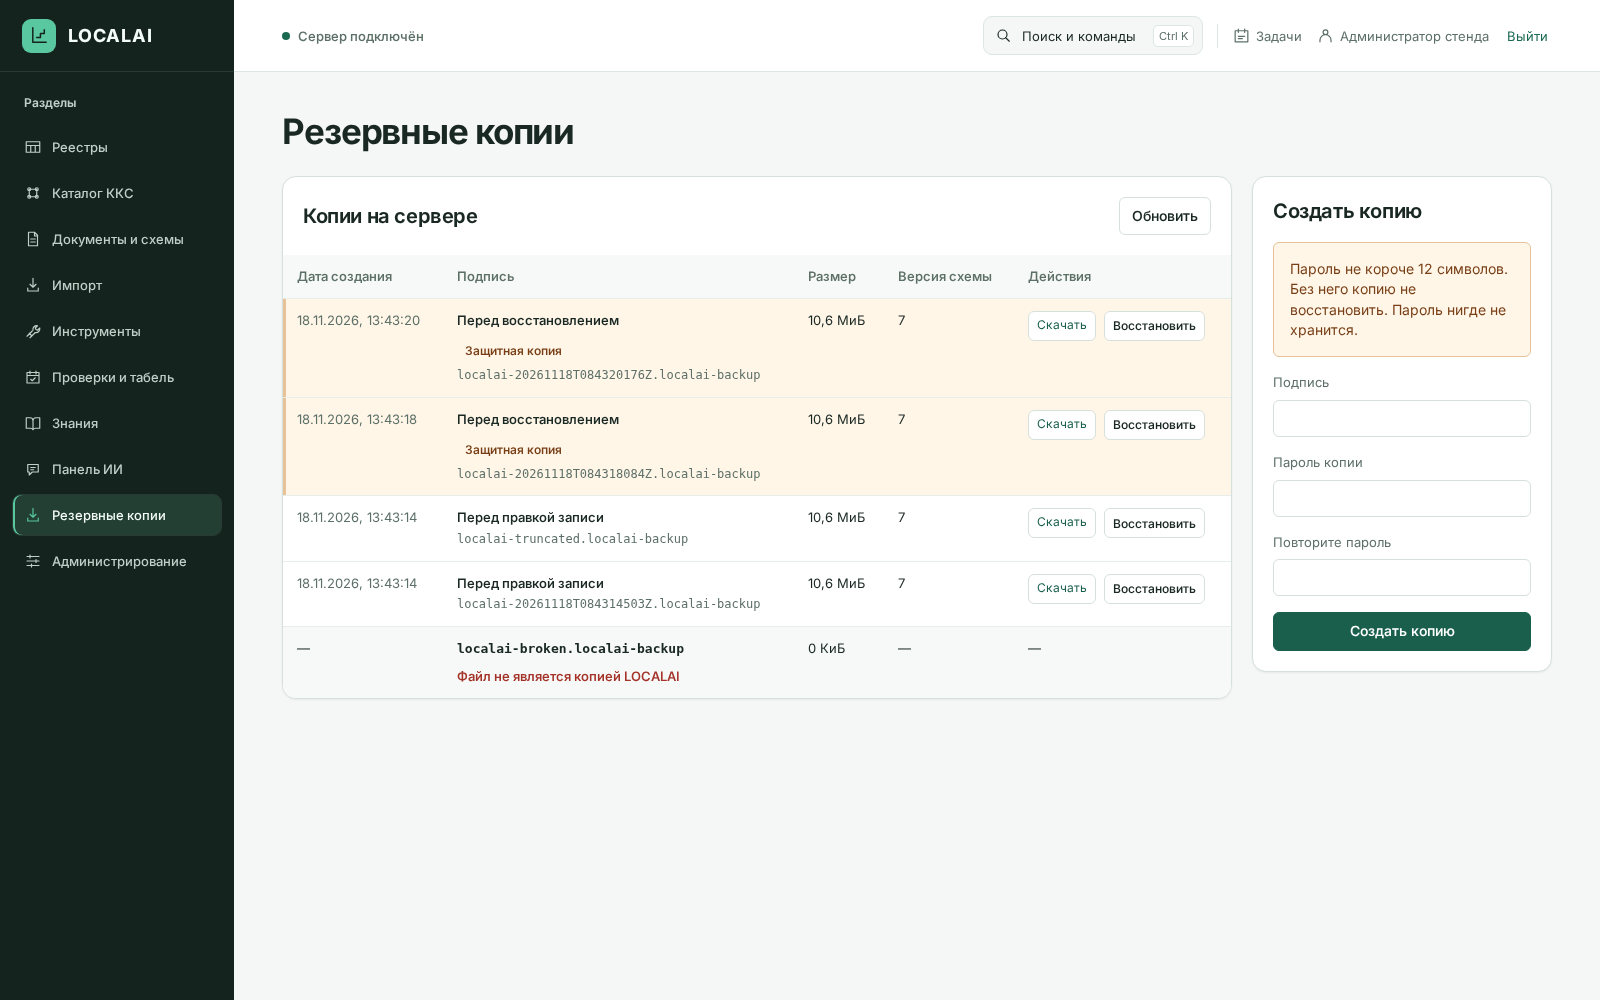 LOCALAI
Сервер подключён
Поиск и команды
Ctrl K
Задачи
Администратор стенда
Выйти
Разделы
Реестры
Каталог ККС
Документы и схемы
Импорт
Инструменты
Проверки и табель
Знания
Панель ИИ
Резервные копии
Администрирование
Резервные копии
Копии на сервере
Обновить
Дата создания Подпись Размер Версия схемы Действия
18.11.2026, 13:43:20 Перед восстановлением 10,6 МиБ 7 Скачать Восстановить
Защитная копия
localai-20261118T084320176Z.localai-backup
18.11.2026, 13:43:18 Перед восстановлением 10,6 МиБ 7 Скачать Восстановить
Защитная копия
localai-20261118T084318084Z.localai-backup
18.11.2026, 13:43:14 Перед правкой записи 10,6 МиБ 7 Скачать Восстановить
localai-truncated.localai-backup
18.11.2026, 13:43:14 Перед правкой записи 10,6 МиБ 7 Скачать Восстановить
localai-20261118T084314503Z.localai-backup
— localai-broken.localai-backup 0 КиБ — —
Файл не является копией LOCALAI
Создать копию
Пароль не короче 12 символов.
Без него копию не
восстановить. Пароль нигде не
хранится.
Подпись
Пароль копии
Повторите пароль
Создать копию